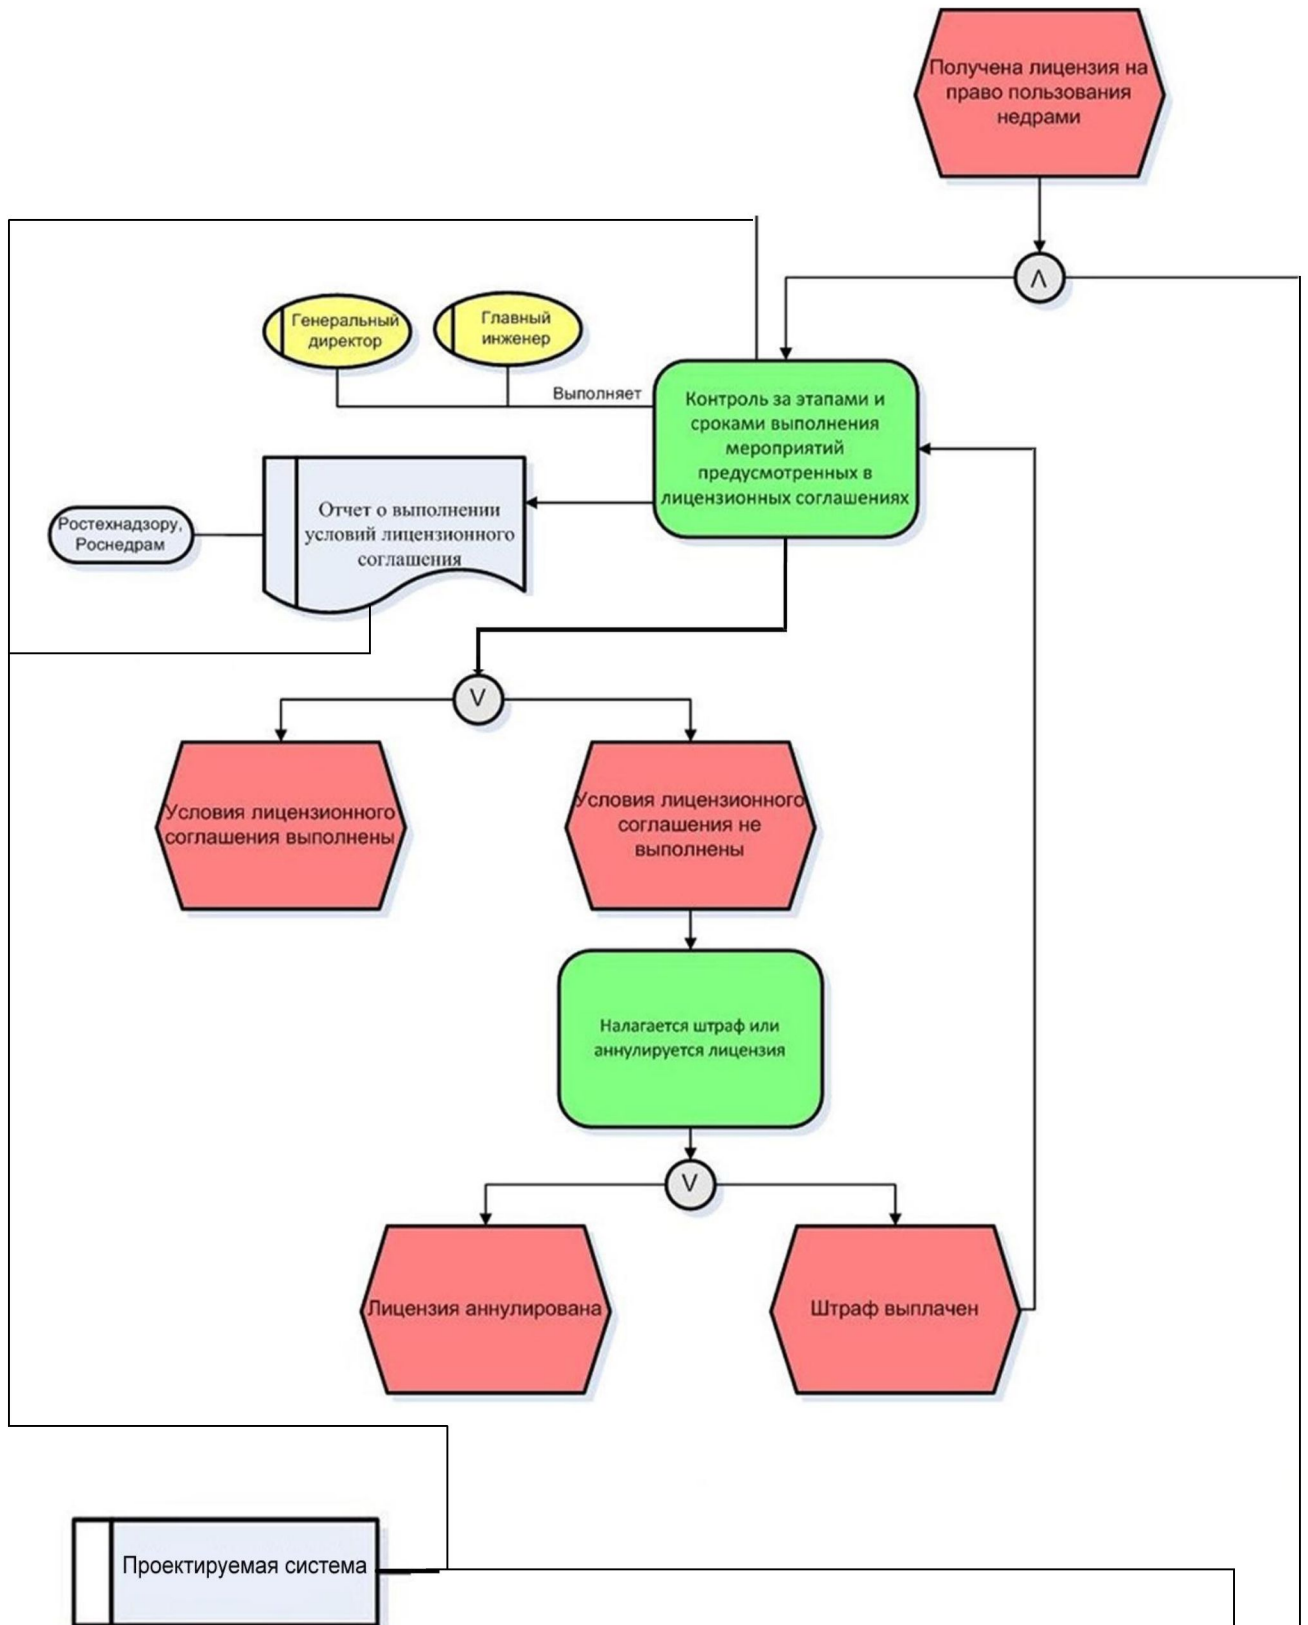 Получена лицензия на
право пользования
недрами
Λ
Генеральный
директор
Главный
инженер
Выполняет
Контроль за этапами и
сроками выполнения
мероприятий
предусмотренных в
лицензионных соглашениях
Отчет о выполнении
условий лицензионного
соглашения
Ростехнадзору,
Роснедрам
V
Условия лицензионного
соглашения выполнены
Условия лицензионного
соглашения не
выполнены
Налагается штраф или
аннулируется лицензия
V
Лицензия аннулирована
Штраф выплачен
Проектируемая система